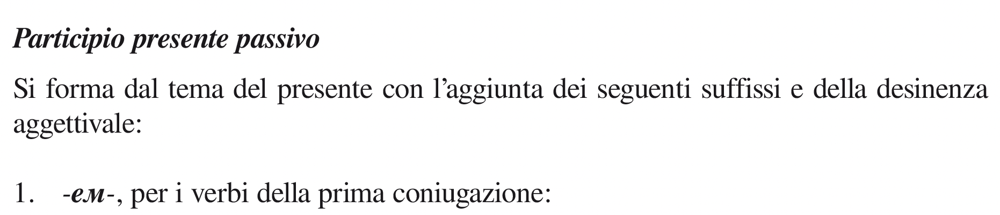 Participio presente passivo
Si forma dal tema del presente con l’aggiunta dei seguenti suffissi e della desinenza
aggettivale:
1. -ем-, per i verbi della prima coniugazione: